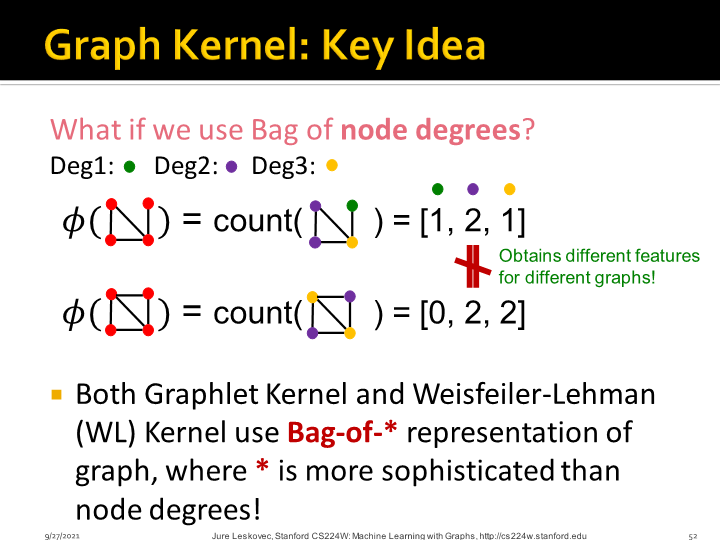 Graph Kernel: Key Idea
What if we use Bag of node degrees?
Deg1: Deg2: Deg3:
𝜙( ) = count( ) = [1, 2, 1]
Obtains different features
for different graphs!
𝜙( ) = count( ) = [0, 2, 2]
Both Graphlet Kernel and Weisfeiler-Lehman
(WL) Kernel use Bag-of-* representation of
graph, where * is more sophisticated than
node degrees!
9/27/2021 Jure Leskovec, Stanford CS224W: Machine Learning with Graphs, http://cs224w.stanford.edu 52